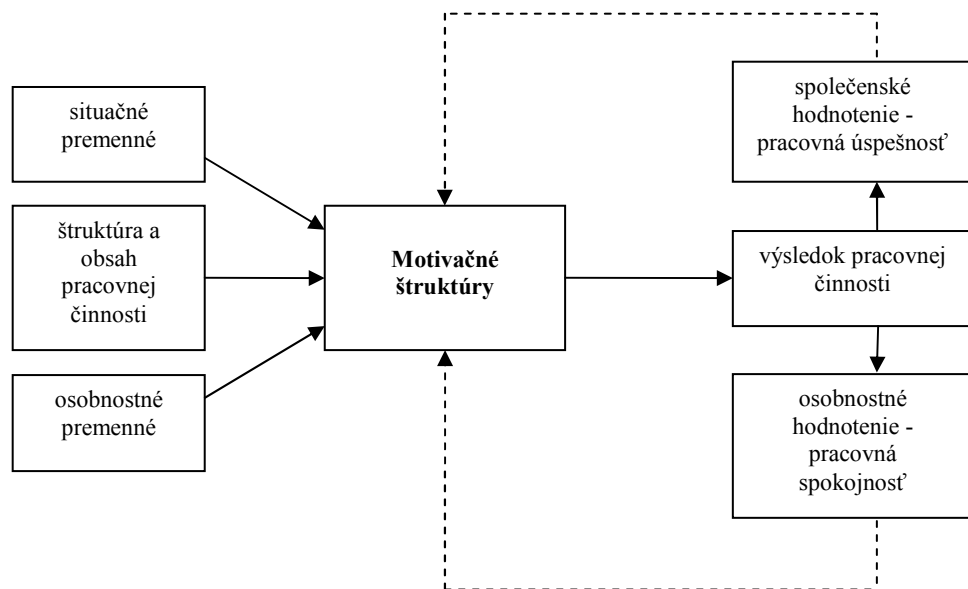 situačné
premenné
štruktúra a
obsah
pracovnej
činnosti
osobnostné
premenné
Motivačné
štruktúry
společenské
hodnotenie -
pracovná úspešnosť
výsledok pracovnej
činnosti
osobnostné
hodnotenie -
pracovná
spokojnosť